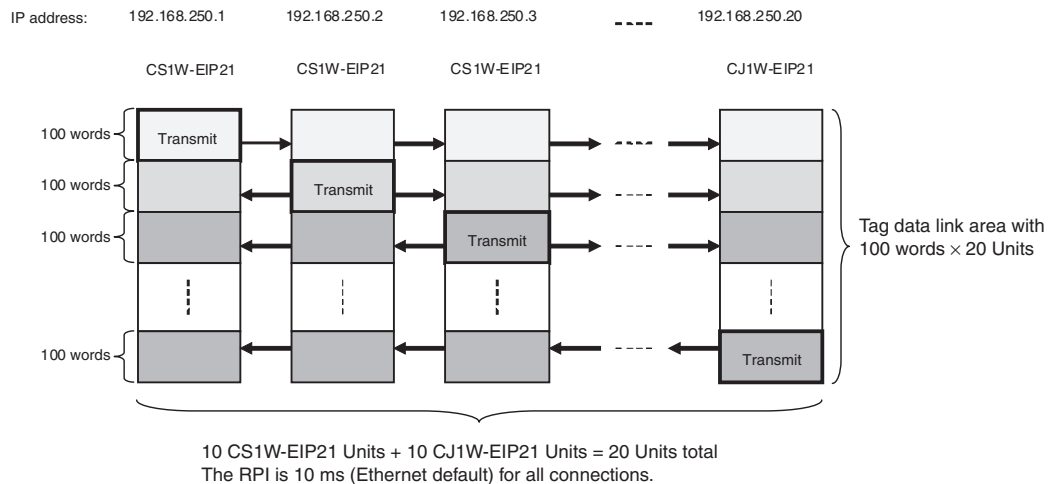 IP address: 192.168.250.1 192.168.250.2 192.168.250.3 192.168.250.20
CS1W-EIP21 CS1W-EIP21 CS1W-EIP21 CJ1W-EIP21
100 words Transmit
100 words Transmit
100 words Transmit
Tag data link area with
100 words × 20 Units
100 words Transmit
10 CS1W-EIP21 Units + 10 CJ1W-EIP21 Units = 20 Units total
The RPI is 10 ms (Ethernet default) for all connections.